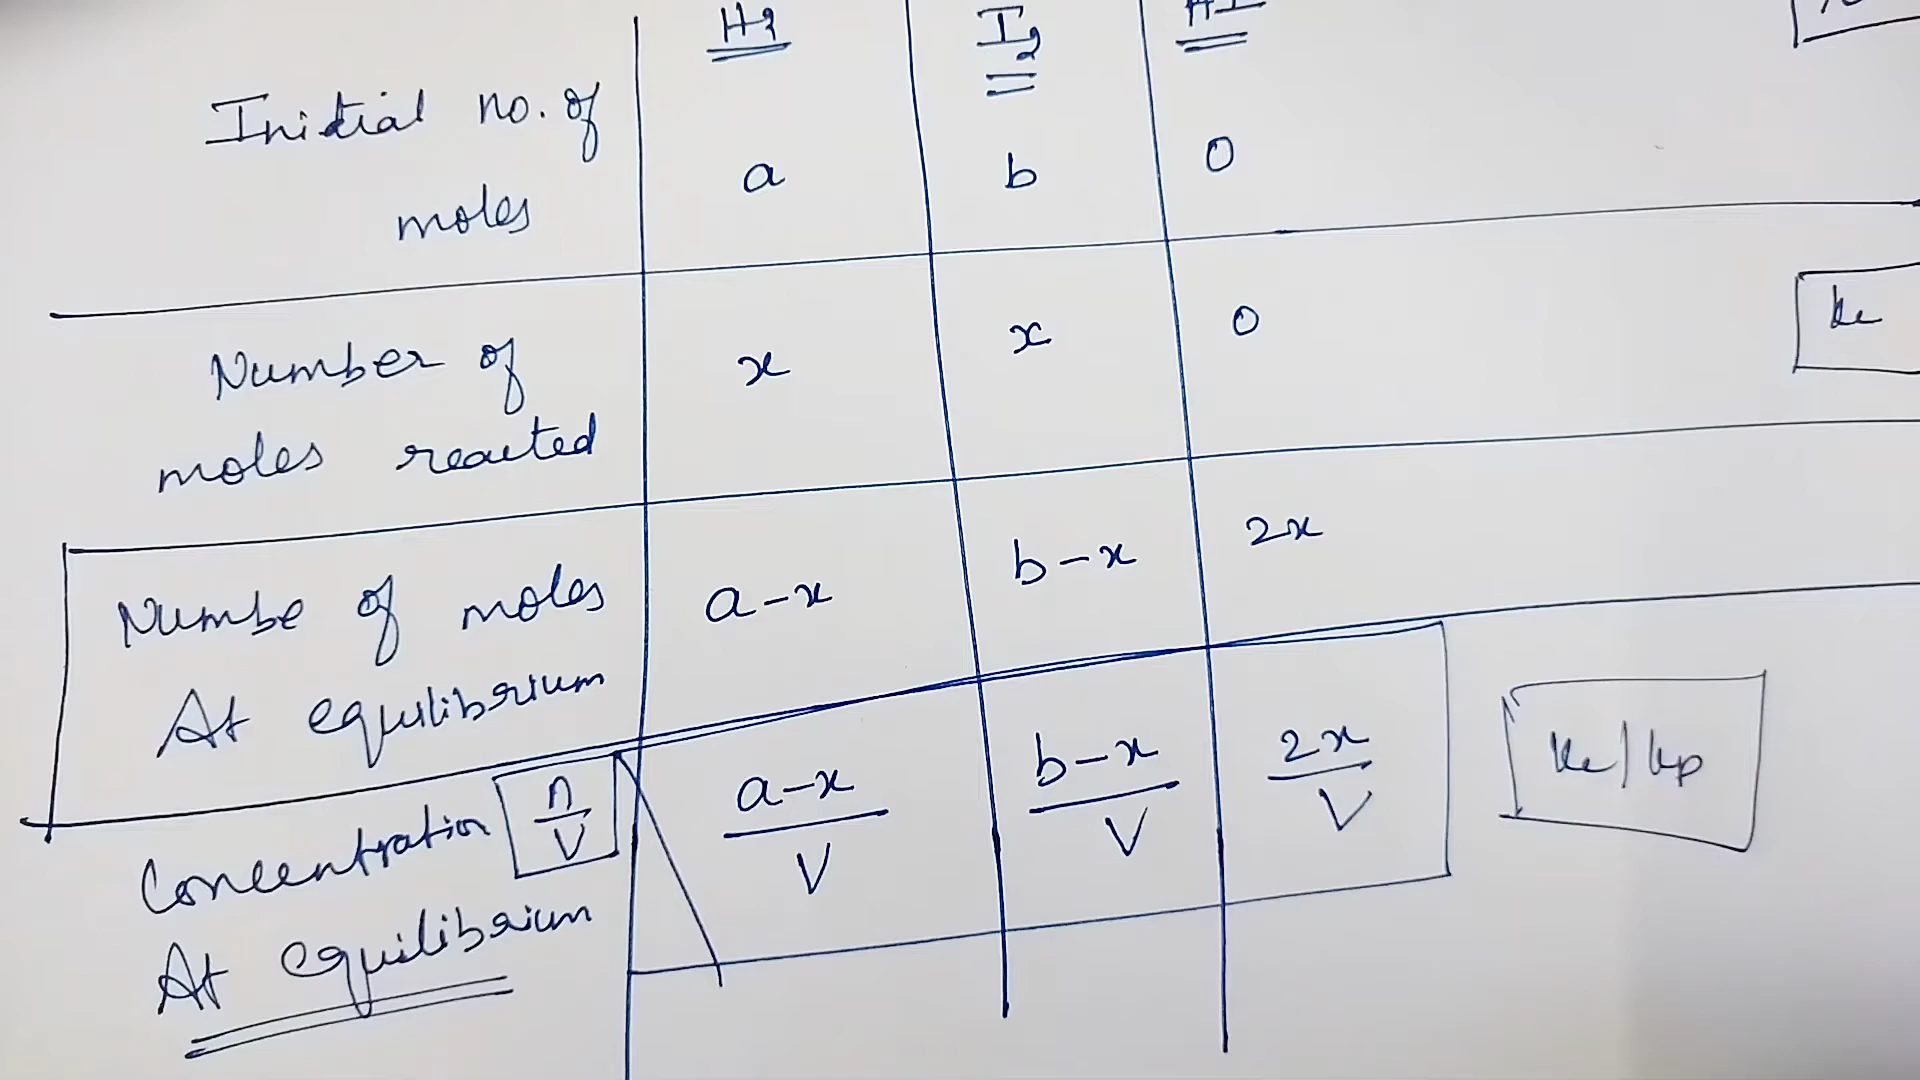 H2 I2 HI
Initial no. of
moles a b 0
Number of
moles reacted x x 0
Kc
Numbe of moles
At equilibrium a-x b-x 2x
Concentration n/V
At equilibrium a-x/V b-x/V 2x/V
Kc/Kp